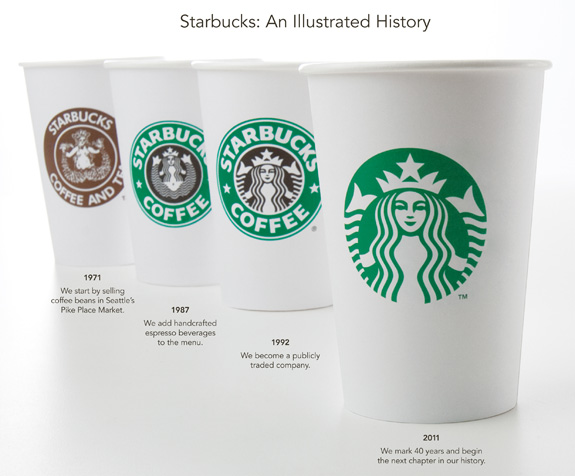 Starbucks: An Illustrated History
STARBUCKS
COFFEE AND
STARBUCKS
COFFEE
STARBUCKS
COFFEE
®
TM
1971
We start by selling
coffee beans in Seattle's
Pike Place Market.
1987
We add handcrafted
espresso beverages
to the menu.
1992
We become a publicly
traded company.
2011
We mark 40 years and begin
the next chapter in our history.